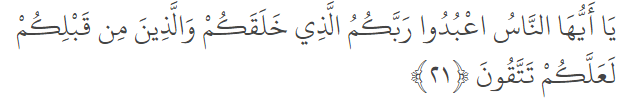 يَا أَيُّهَا النَّاسُ اعْبُدُوا رَبَّكُمُ الَّذِي خَلَقَكُمْ وَالَّذِينَ مِن قَبْلِكُمْ
لَعَلَّكُمْ تَتَّقُونَ ﴿٢١﴾